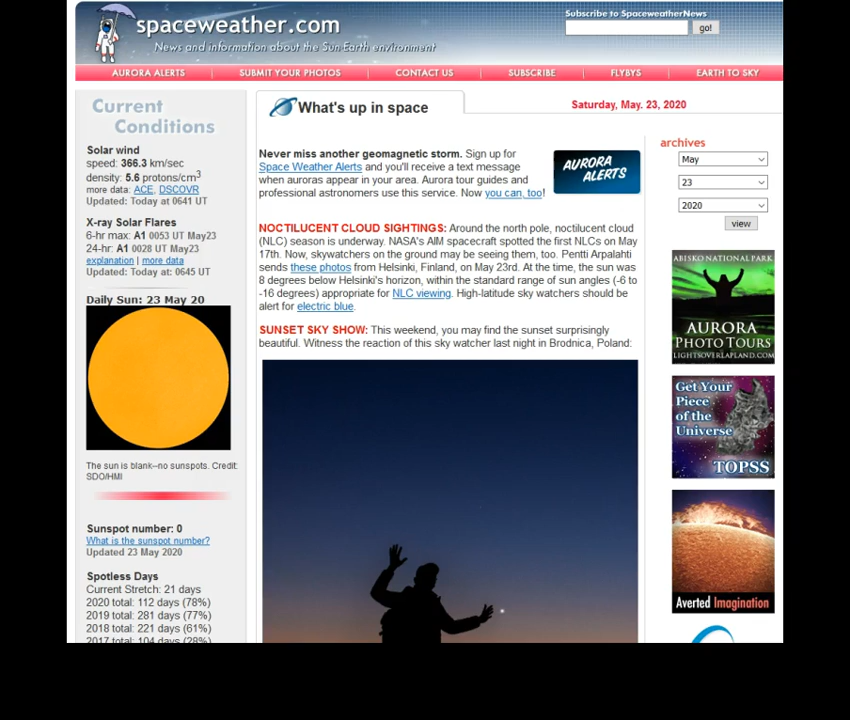 spaceweather.com
News and information about the Sun Earth environment
Subscribe to SpaceweatherNews
go!
AURORA ALERTS
SUBMIT YOUR PHOTOS
CONTACT US
SUBSCRIBE
FLYBYS
EARTH TO SKY
Current
Conditions
Solar wind
speed: 366.3 km/sec
density: 5.6 protons/cm3
more data: ACE, DSCOVR
Updated: Today at 0641 UT
X-ray Solar Flares
6-hr max: A1 0053 UT May23
24-hr: A1 0028 UT May23
explanation | more data
Updated: Today at: 0645 UT
Daily Sun: 23 May 20
The sun is blank--no sunspots. Credit:
SDO/HMI
Sunspot number: 0
What is the sunspot number?
Updated 23 May 2020
Spotless Days
Current Stretch: 21 days
2020 total: 112 days (78%)
2019 total: 281 days (77%)
2018 total: 221 days (61%)
2017 total: 104 days (28%)
What's up in space
Saturday, May. 23, 2020
Never miss another geomagnetic storm. Sign up for
Space Weather Alerts and you'll receive a text message
when auroras appear in your area. Aurora tour guides and
professional astronomers use this service. Now you can, too!
AURORA
ALERTS
NOCTILUCENT CLOUD SIGHTINGS: Around the north pole, noctilucent cloud
(NLC) season is underway. NASA's AIM spacecraft spotted the first NLCs on May
17th. Now, skywatchers on the ground may be seeing them, too. Pentti Arpalahti
sends these photos from Helsinki, Finland, on May 23rd. At the time, the sun was
8 degrees below Helsinki's horizon, within the standard range of sun angles (-6 to
-16 degrees) appropriate for NLC viewing. High-latitude sky watchers should be
alert for electric blue.
SUNSET SKY SHOW: This weekend, you may find the sunset surprisingly
beautiful. Witness the reaction of this sky watcher last night in Brodnica, Poland:
archives
May
23
2020
view
ABISKO NATIONAL PARK
AURORA
PHOTO TOURS
LIGHTSOVERLAPLAND.COM
Get Your
Piece
of the
Universe
TOPSS
Averted Imagination